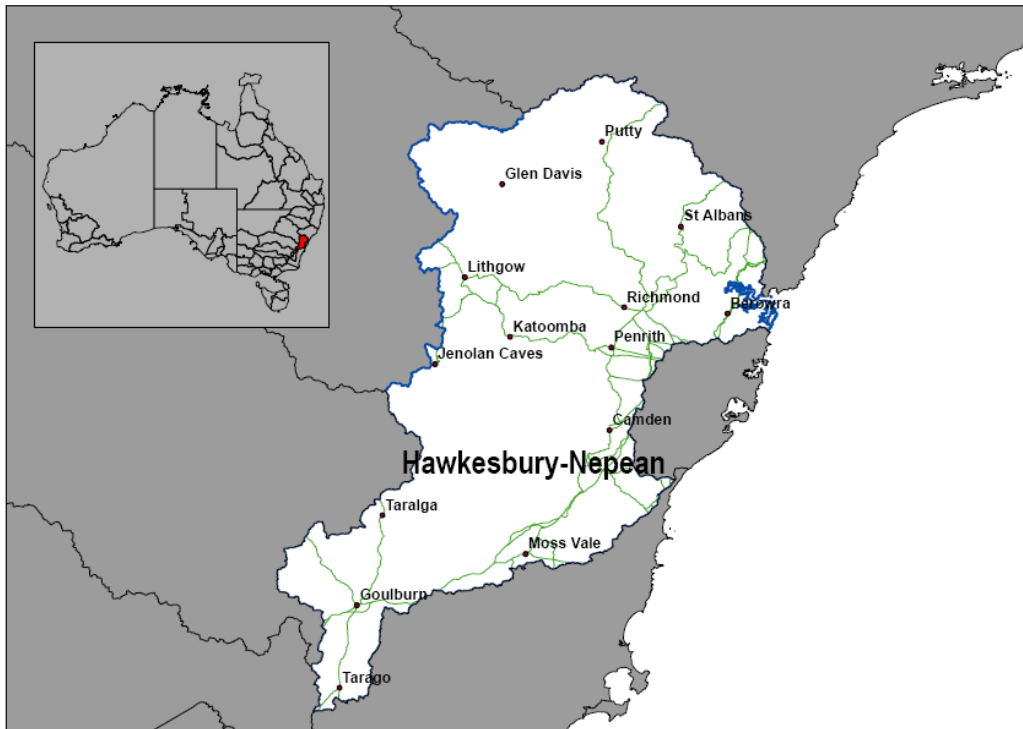 Putty
Glen Davis
St Albans
Lithgow
Richmond
Berowra
Katoomba
Penrith
Jenolan Caves
Camden
Hawkesbury-Nepean
Taralga
Moss Vale
Goulburn
Tarago